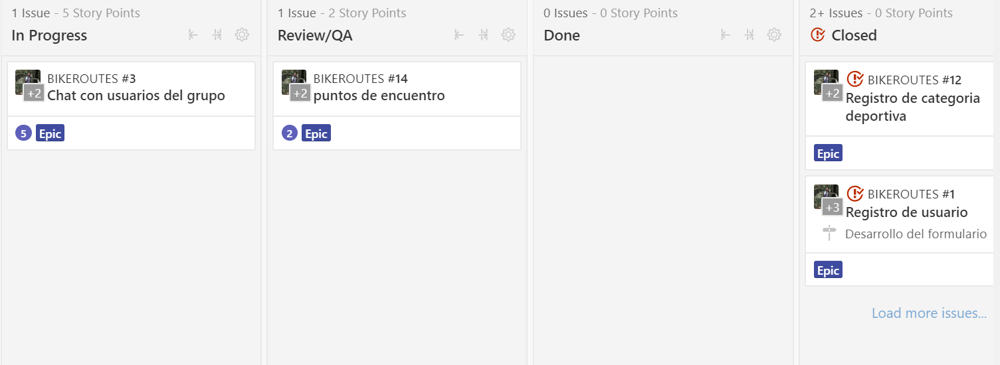 1 Issue - 5 Story Points
In Progress
BIKEROUTES #3
+2
Chat con usuarios del grupo
5 Epic
1 Issue - 2 Story Points
Review/QA
BIKEROUTES #14
+2
puntos de encuentro
2 Epic
0 Issues - 0 Story Points
Done
2+ Issues - 0 Story Points
Closed
BIKEROUTES #12
+2
Registro de categoria
deportiva
Epic
BIKEROUTES #1
+3
Registro de usuario
Desarrollo del formulario
Epic
Load more issues...